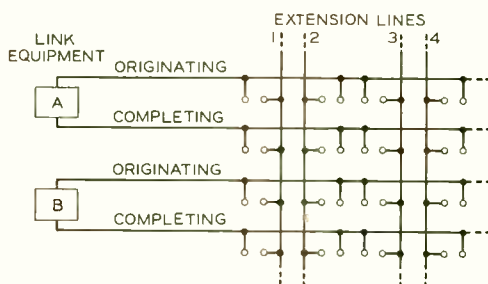 EXTENSION LINES
1 2 3 4
LINK
EQUIPMENT
ORIGINATING
A
COMPLETING
ORIGINATING
B
COMPLETING